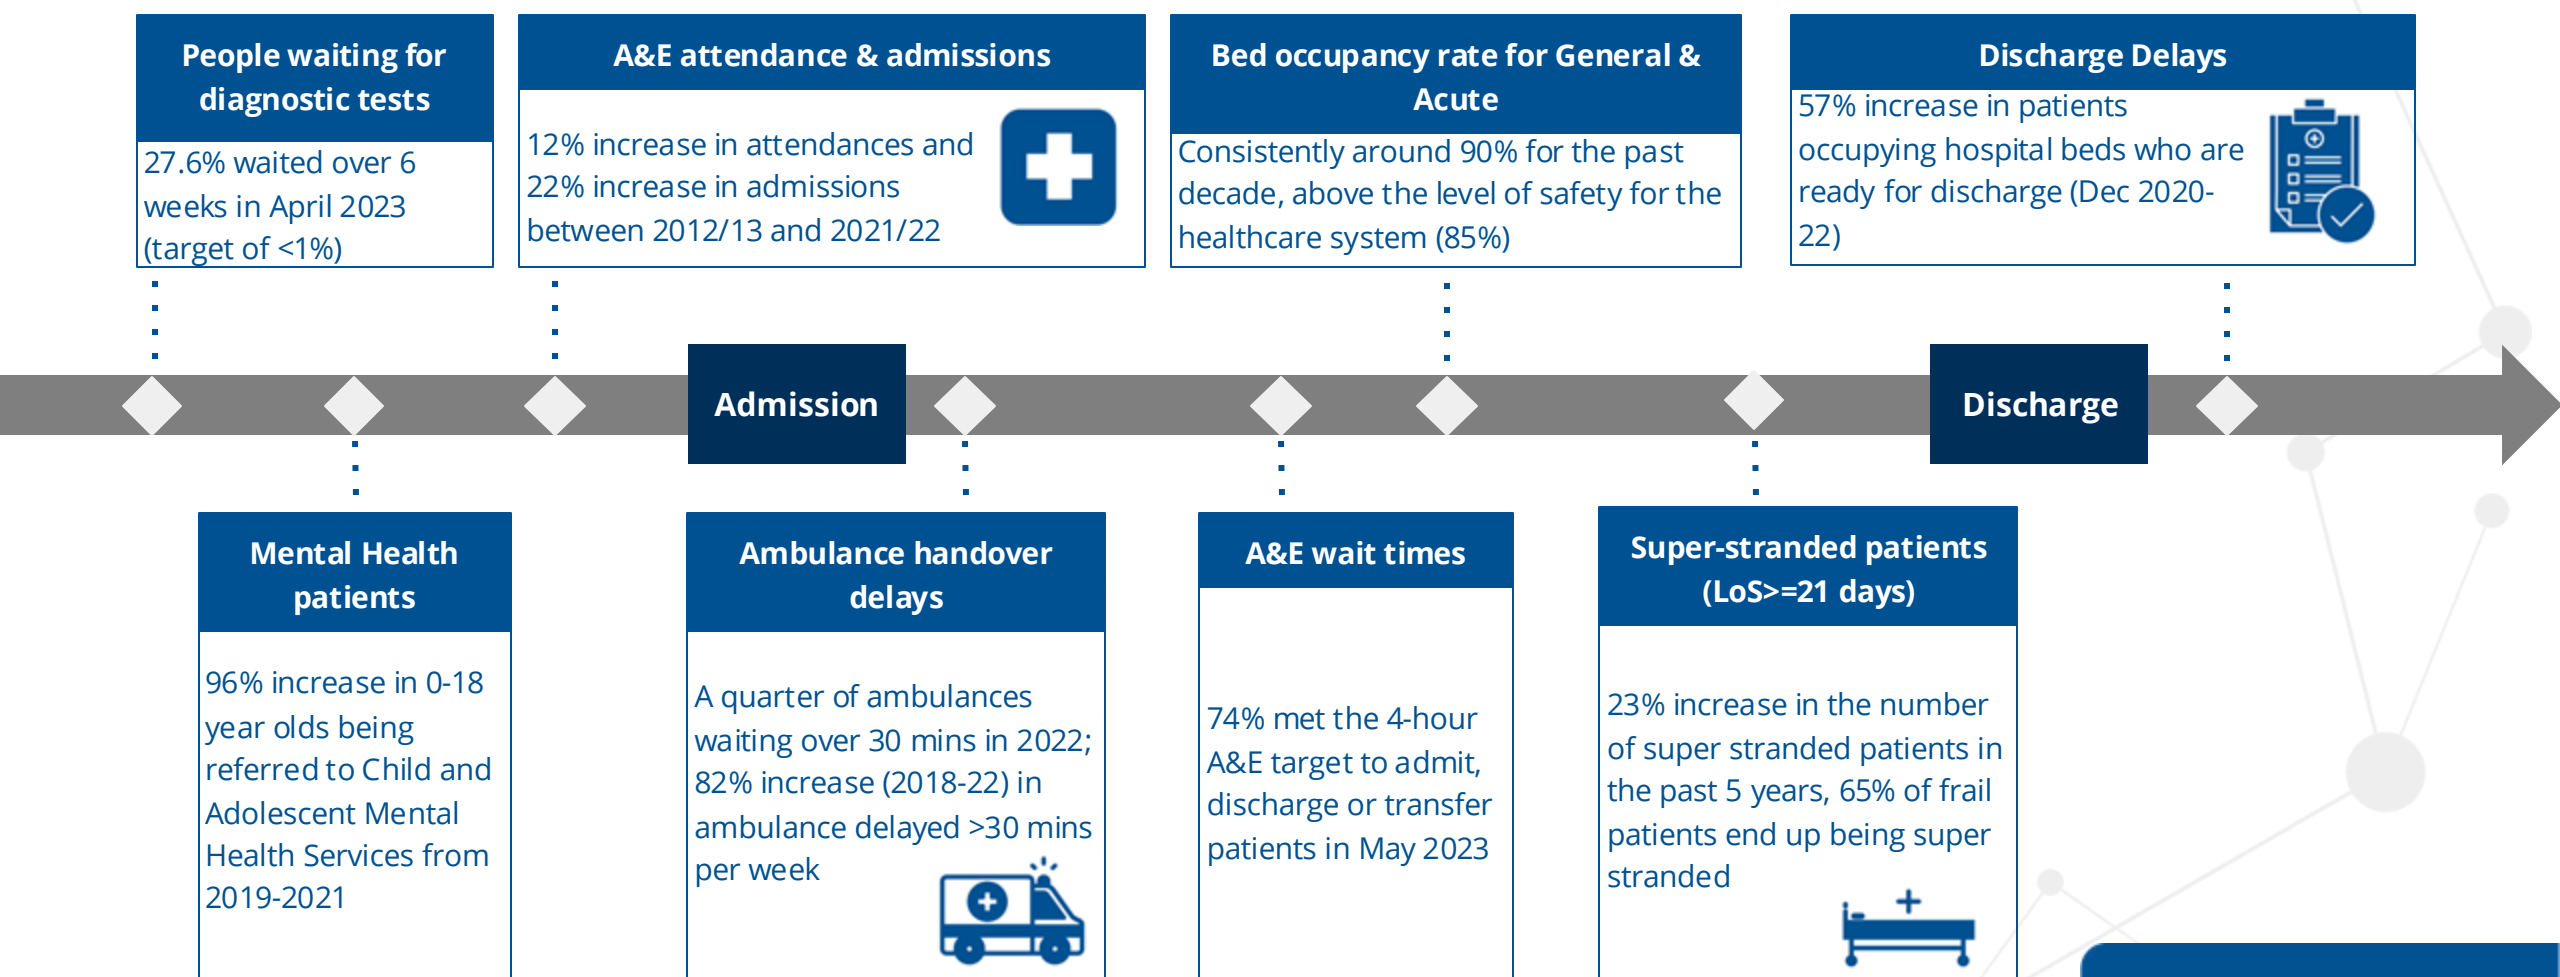 People waiting for
diagnostic tests
27.6% waited over 6
weeks in April 2023
(target of <1%)
A&E attendance & admissions
12% increase in attendances and
22% increase in admissions
between 2012/13 and 2021/22
Bed occupancy rate for General &
Acute
Consistently around 90% for the past
decade, above the level of safety for the
healthcare system (85%)
Discharge Delays
57% increase in patients
occupying hospital beds who are
ready for discharge (Dec 2020-
22)
Admission
Discharge
Mental Health
patients
96% increase in 0-18
year olds being
referred to Child and
Adolescent Mental
Health Services from
2019-2021
Ambulance handover
delays
A quarter of ambulances
waiting over 30 mins in 2022;
82% increase (2018-22) in
ambulance delayed >30 mins
per week
A&E wait times
74% met the 4-hour
A&E target to admit,
discharge or transfer
patients in May 2023
Super-stranded patients
(LoS>=21 days)
23% increase in the number
of super stranded patients in
the past 5 years, 65% of frail
patients end up being super
stranded